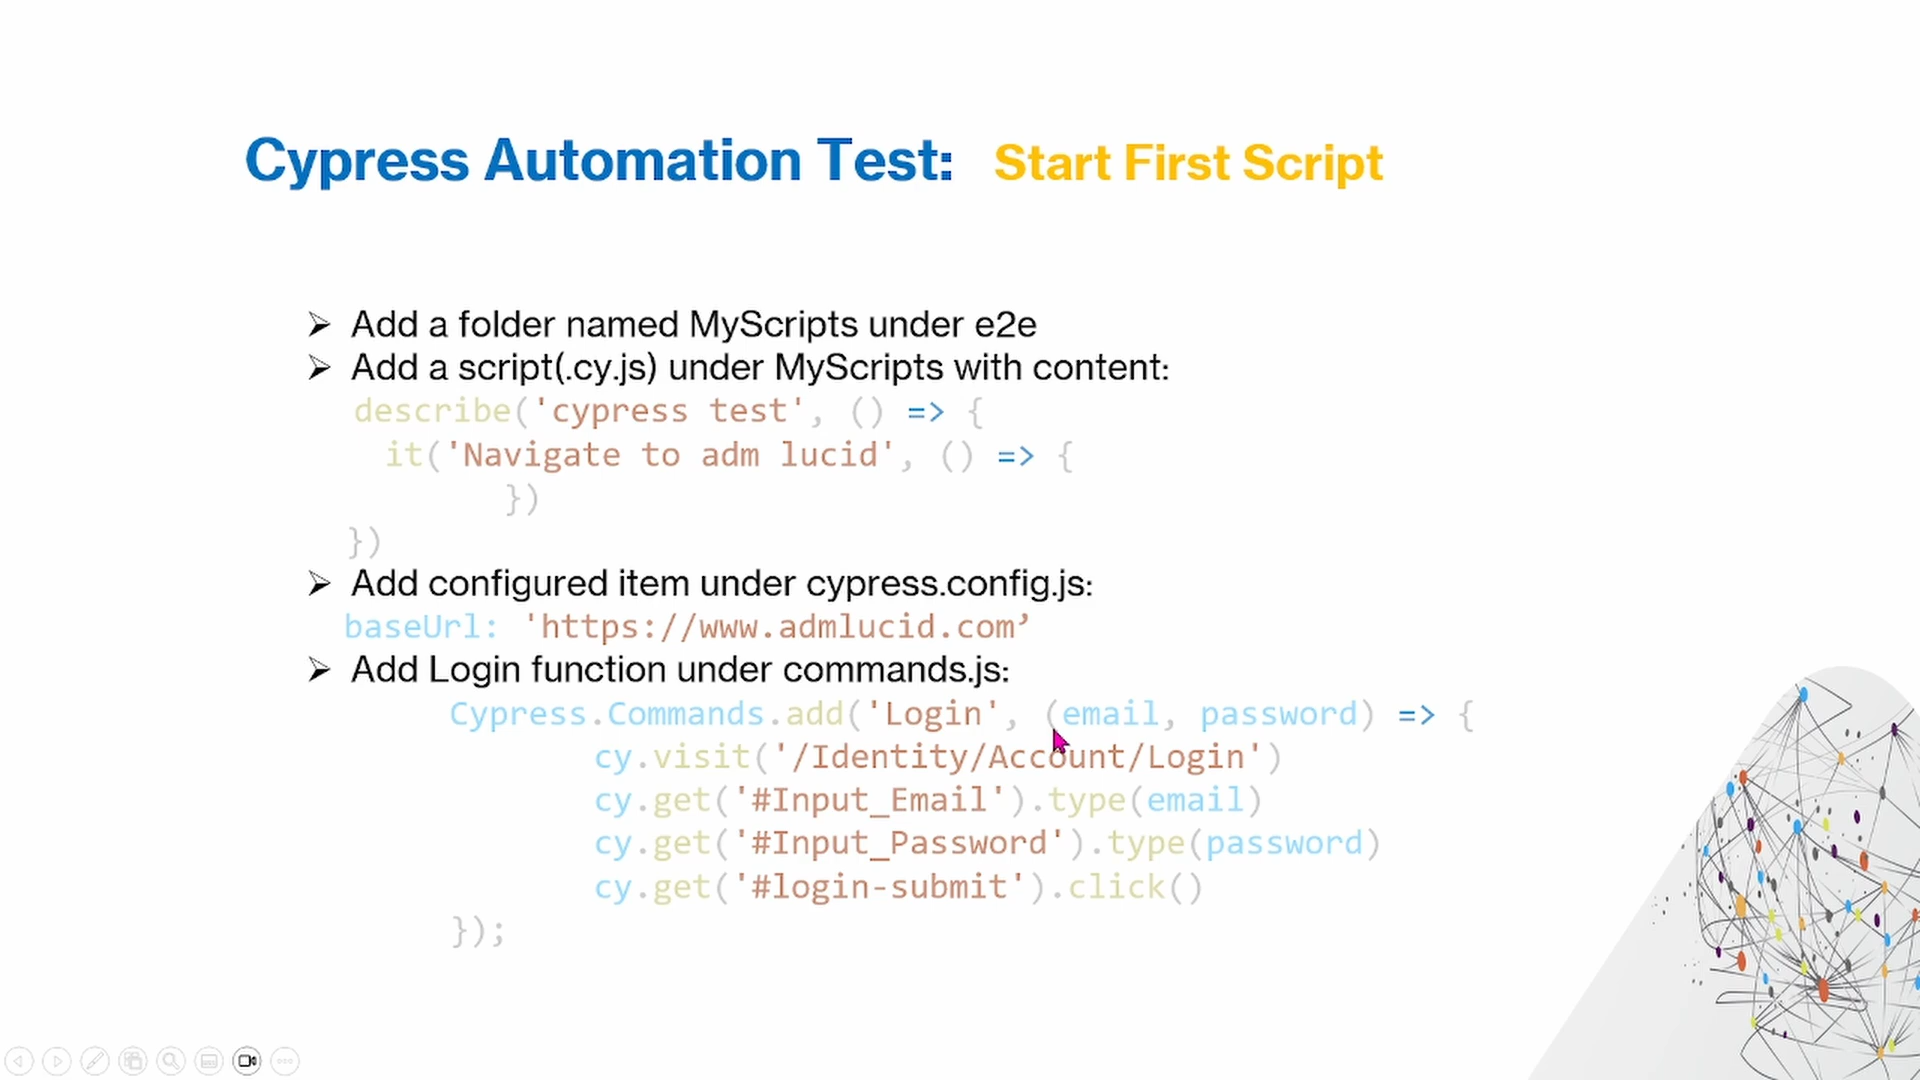 Cypress Automation Test: Start First Script
➢ Add a folder named MyScripts under e2e
➢ Add a script(.cy.js) under MyScripts with content:
describe('cypress test', () => {
it('Navigate to adm lucid', () => {
})
})
➢ Add configured item under cypress.config.js:
baseUrl: 'https://www.admlucid.com’
➢ Add Login function under commands.js:
Cypress.Commands.add('Login', (email, password) => {
cy.visit('/Identity/Account/Login')
cy.get('#Input_Email').type(email)
cy.get('#Input_Password').type(password)
cy.get('#login-submit').click()
});